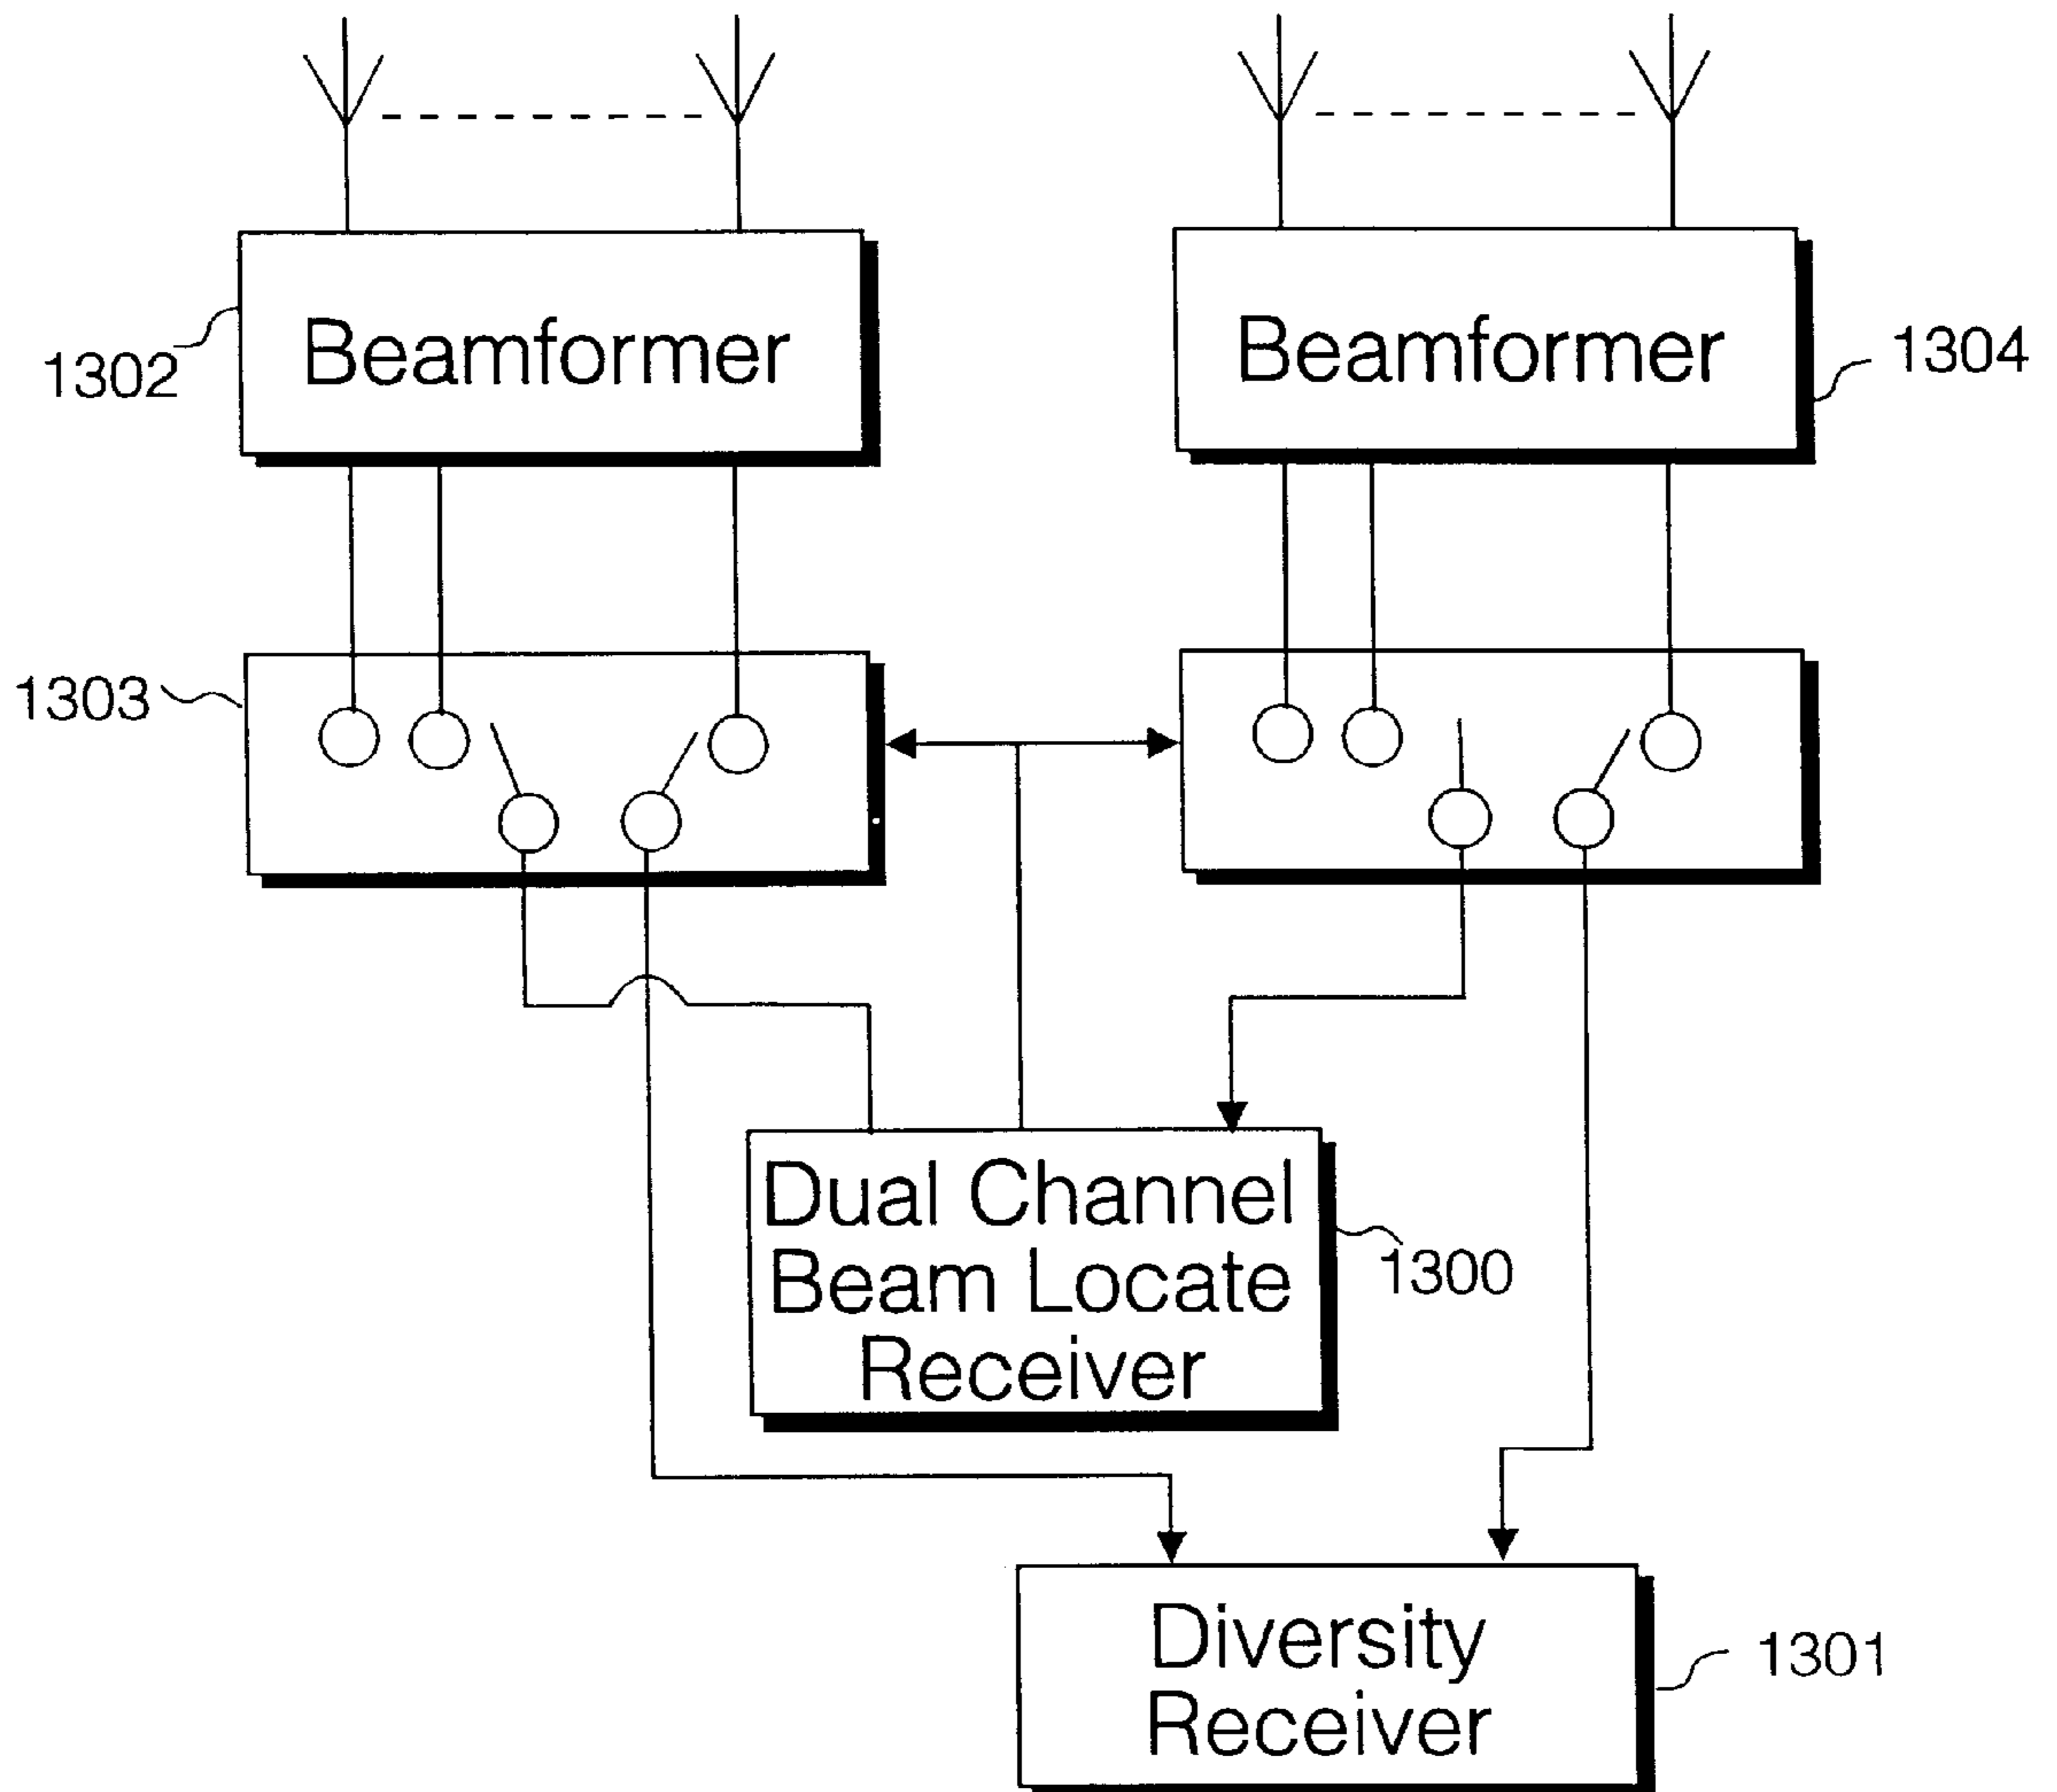 Beamformer
1302
Beamformer
1304
1303
Dual Channel
Beam Locate
Receiver
1300
Diversity
Receiver
1301